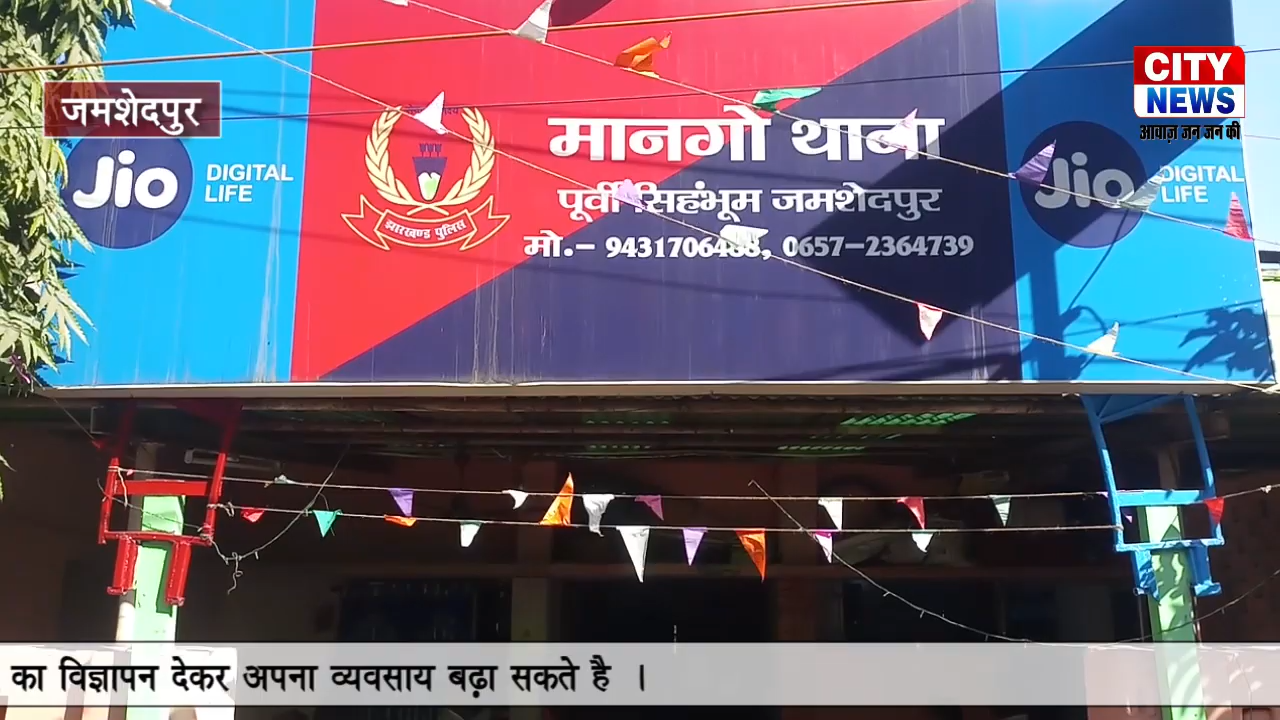 जमशेदपुर
CITY
NEWS
आवाज़ जन जन की
Jio DIGITAL LIFE
झारखण्ड पुलिस
मानगो थाना
पूर्वी सिहंभूम जमशेदपुर
मो.– 9431706488, 0657–2364739
Jio DIGITAL LIFE
का विज्ञापन देकर अपना व्यवसाय बढ़ा सकते है ।